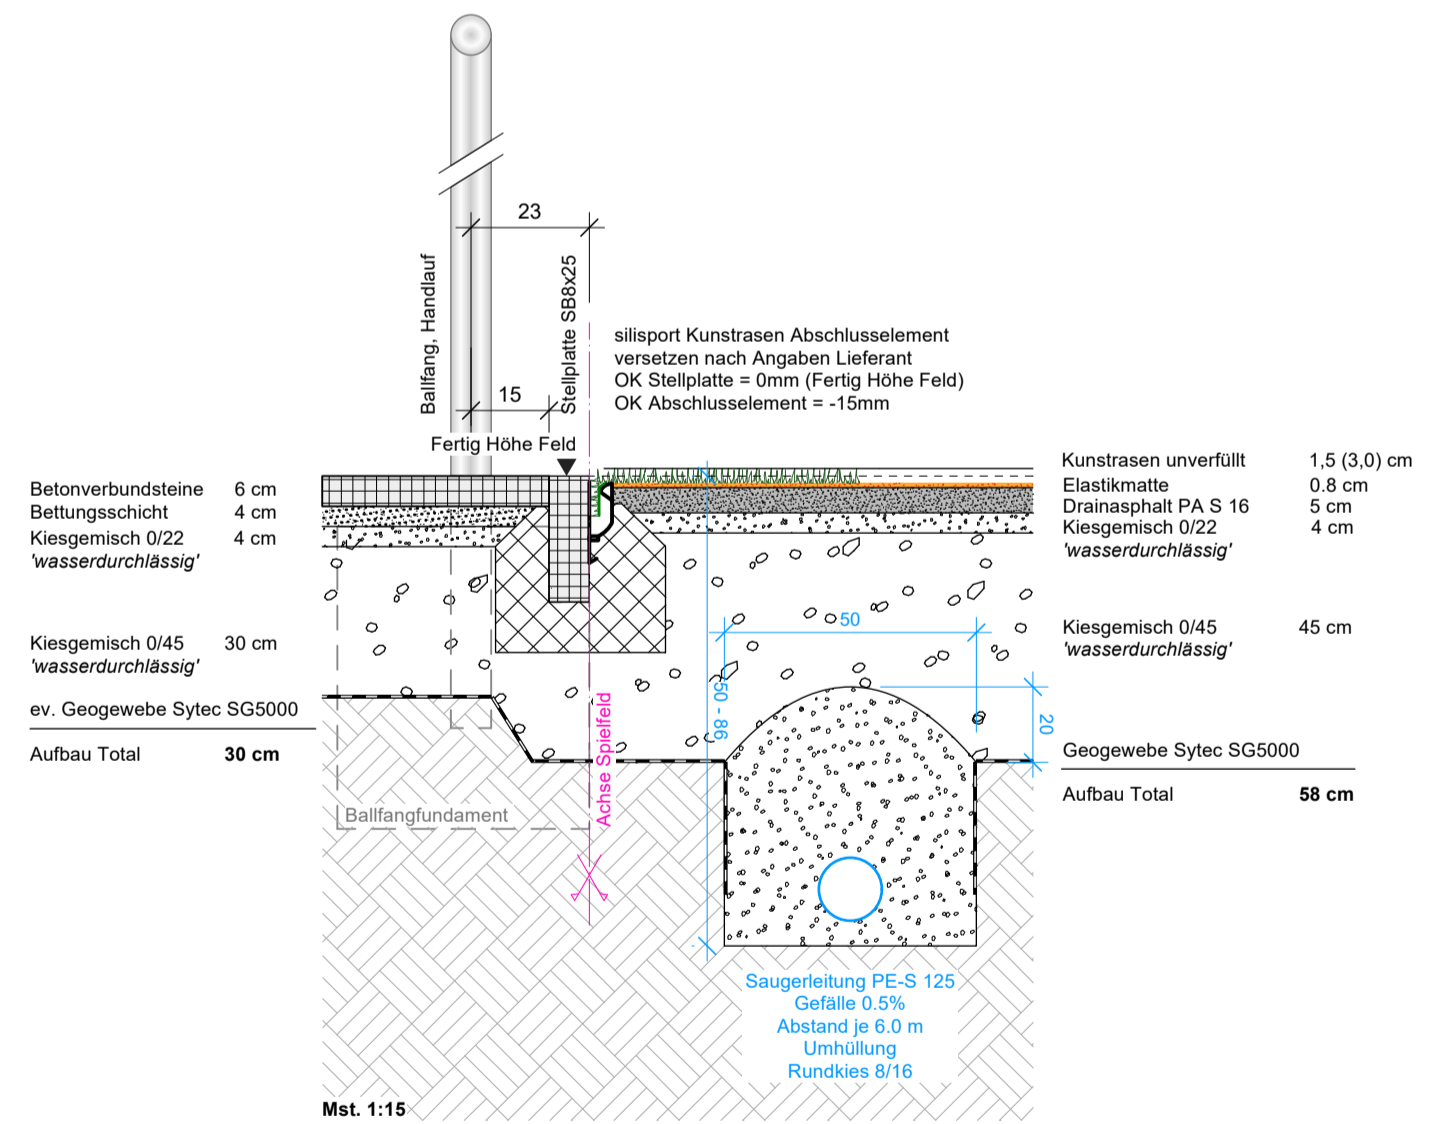 23
Ballfang, Handlauf
Stellplatte SB8x25
silisport Kunstrasen Abschlusselement
versetzen nach Angaben Lieferant
OK Stellplatte = 0mm (Fertig Höhe Feld)
OK Abschlusselement = -15mm
15
Fertig Höhe Feld
Betonverbundsteine 6 cm
Bettungsschicht 4 cm
Kiesgemisch 0/22 4 cm
'wasserdurchlässig'
Kiesgemisch 0/45 30 cm
'wasserdurchlässig'
ev. Geogewebe Sytec SG5000
Aufbau Total 30 cm
Kunstrasen unverfüllt 1,5 (3,0) cm
Elastikmatte 0.8 cm
Drainasphalt PA S 16 5 cm
Kiesgemisch 0/22 4 cm
'wasserdurchlässig'
Kiesgemisch 0/45 45 cm
'wasserdurchlässig'
Geogewebe Sytec SG5000
Aufbau Total 58 cm
50
50 - 86
20
Achse Spielfeld
Ballfangfundament
Saugerleitung PE-S 125
Gefälle 0.5%
Abstand je 6.0 m
Umhüllung
Rundkies 8/16
Mst. 1:15